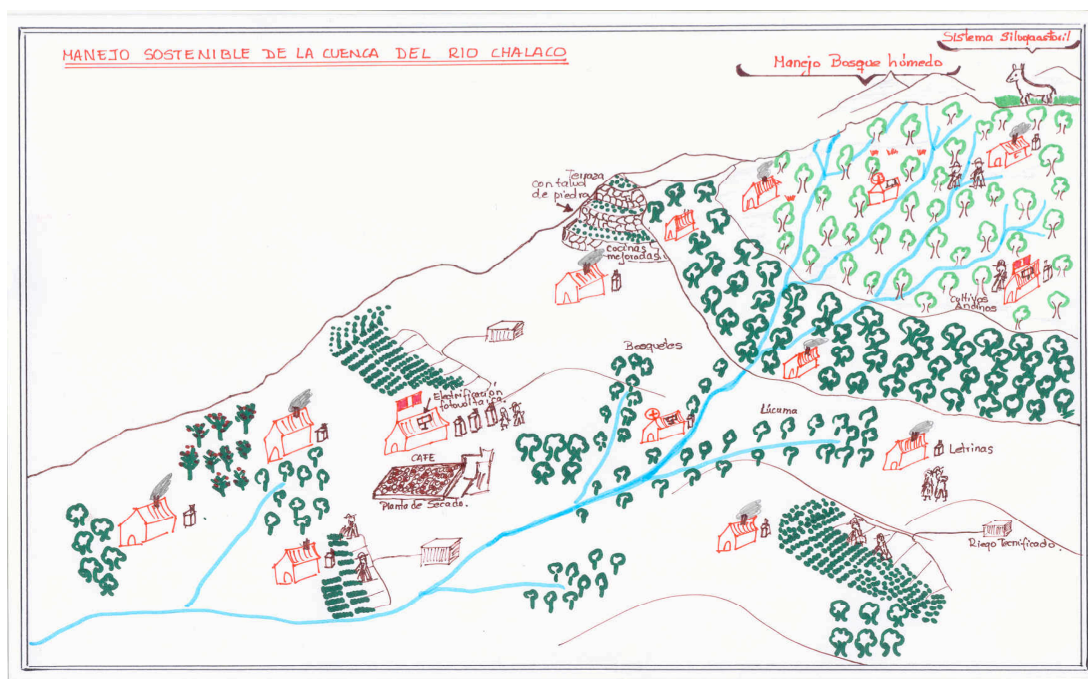 MANEJO SOSTENIBLE DE LA CUENCA DEL RIO CHALACO
Sistema Silvopastoril
Manejo Bosque húmedo
Terraza
con talud
de piedra
cocinas
mejoradas
Cultivos
Andinos
Bosquetes
Electrificación
fotovoltaica.
Lúcuma
CAFE
Letrinas
Planta de Secado.
Riego Tecnificado.